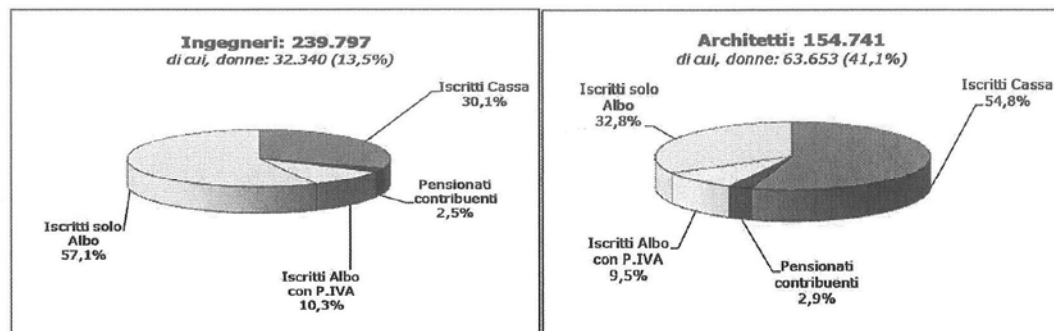 Ingegneri: 239.797
di cui, donne: 32.340 (13,5%)
Iscritti Cassa
30,1%
Pensionati
contribuenti
2,5%
Iscritti solo
Albo
57,1%
Iscritti Albo
con P.IVA
10,3%
Architetti: 154.741
di cui, donne: 63.653 (41,1%)
Iscritti solo
Albo
32,8%
Iscritti Cassa
54,8%
Iscritti Albo
con P.IVA
9,5%
Pensionati
contribuenti
2,9%